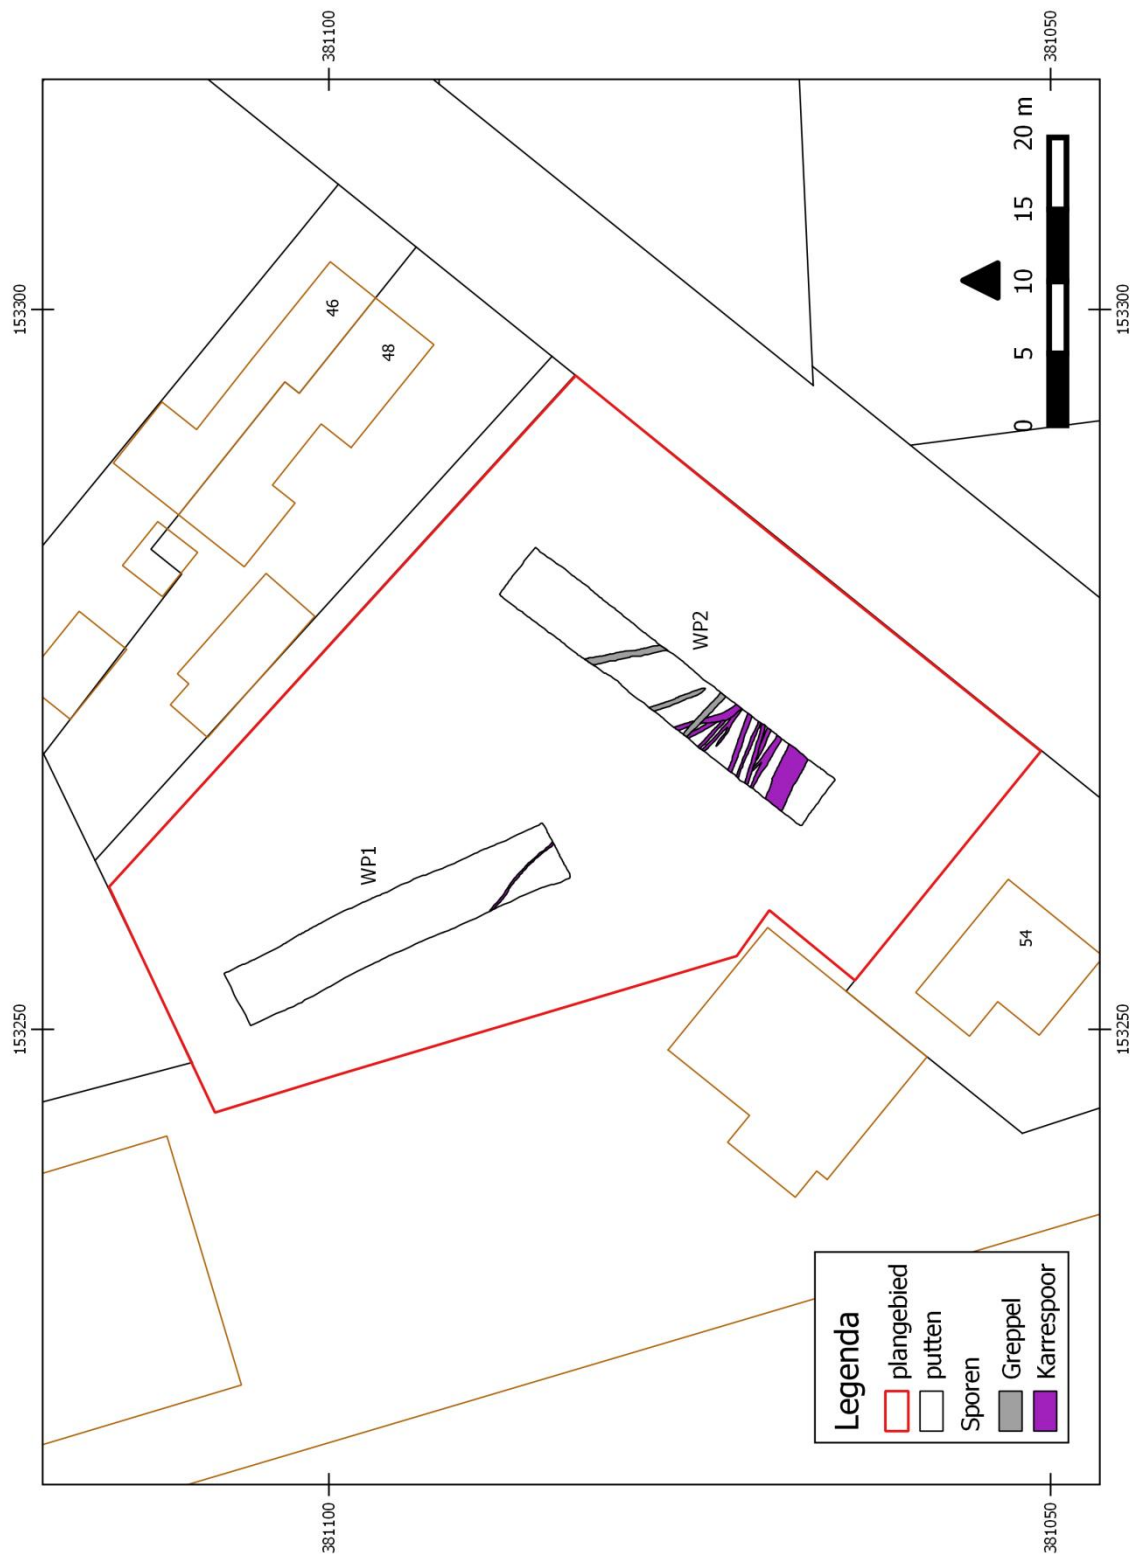 153250
153300
381100
381100
46
48
WP1
WP2
54
381050
381050
0 5 10 15 20 m
Legenda
plangebied
putten
Sporen
Greppel
Karrespoor
153250
153300